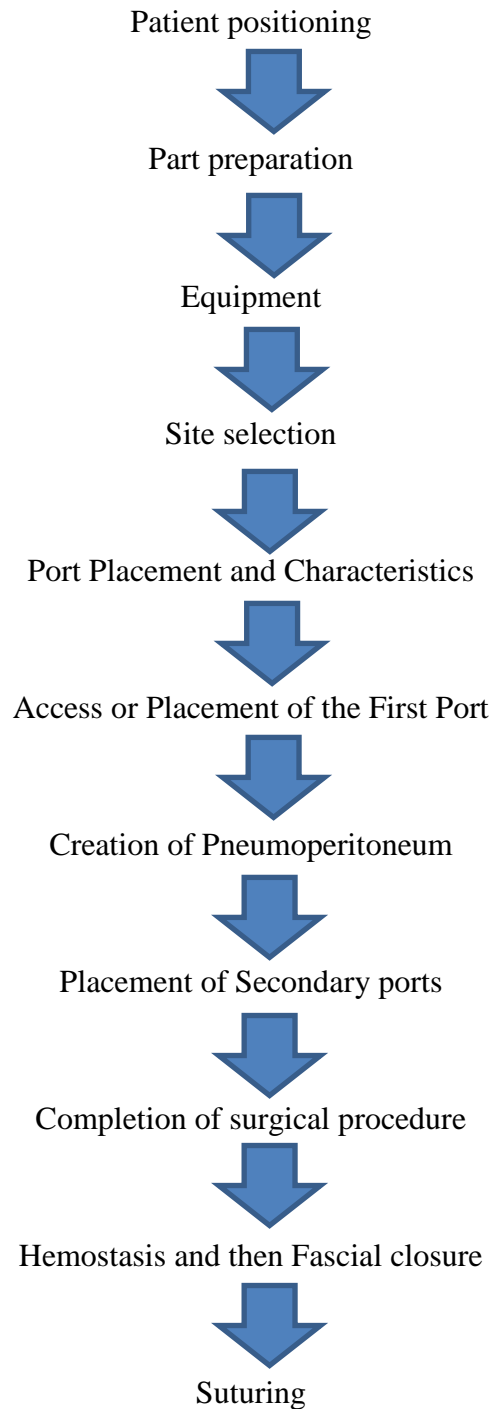 Patient positioning
Part preparation
Equipment
Site selection
Port Placement and Characteristics
Access or Placement of the First Port
Creation of Pneumoperitoneum
Placement of Secondary ports
Completion of surgical procedure
Hemostasis and then Fascial closure
Suturing